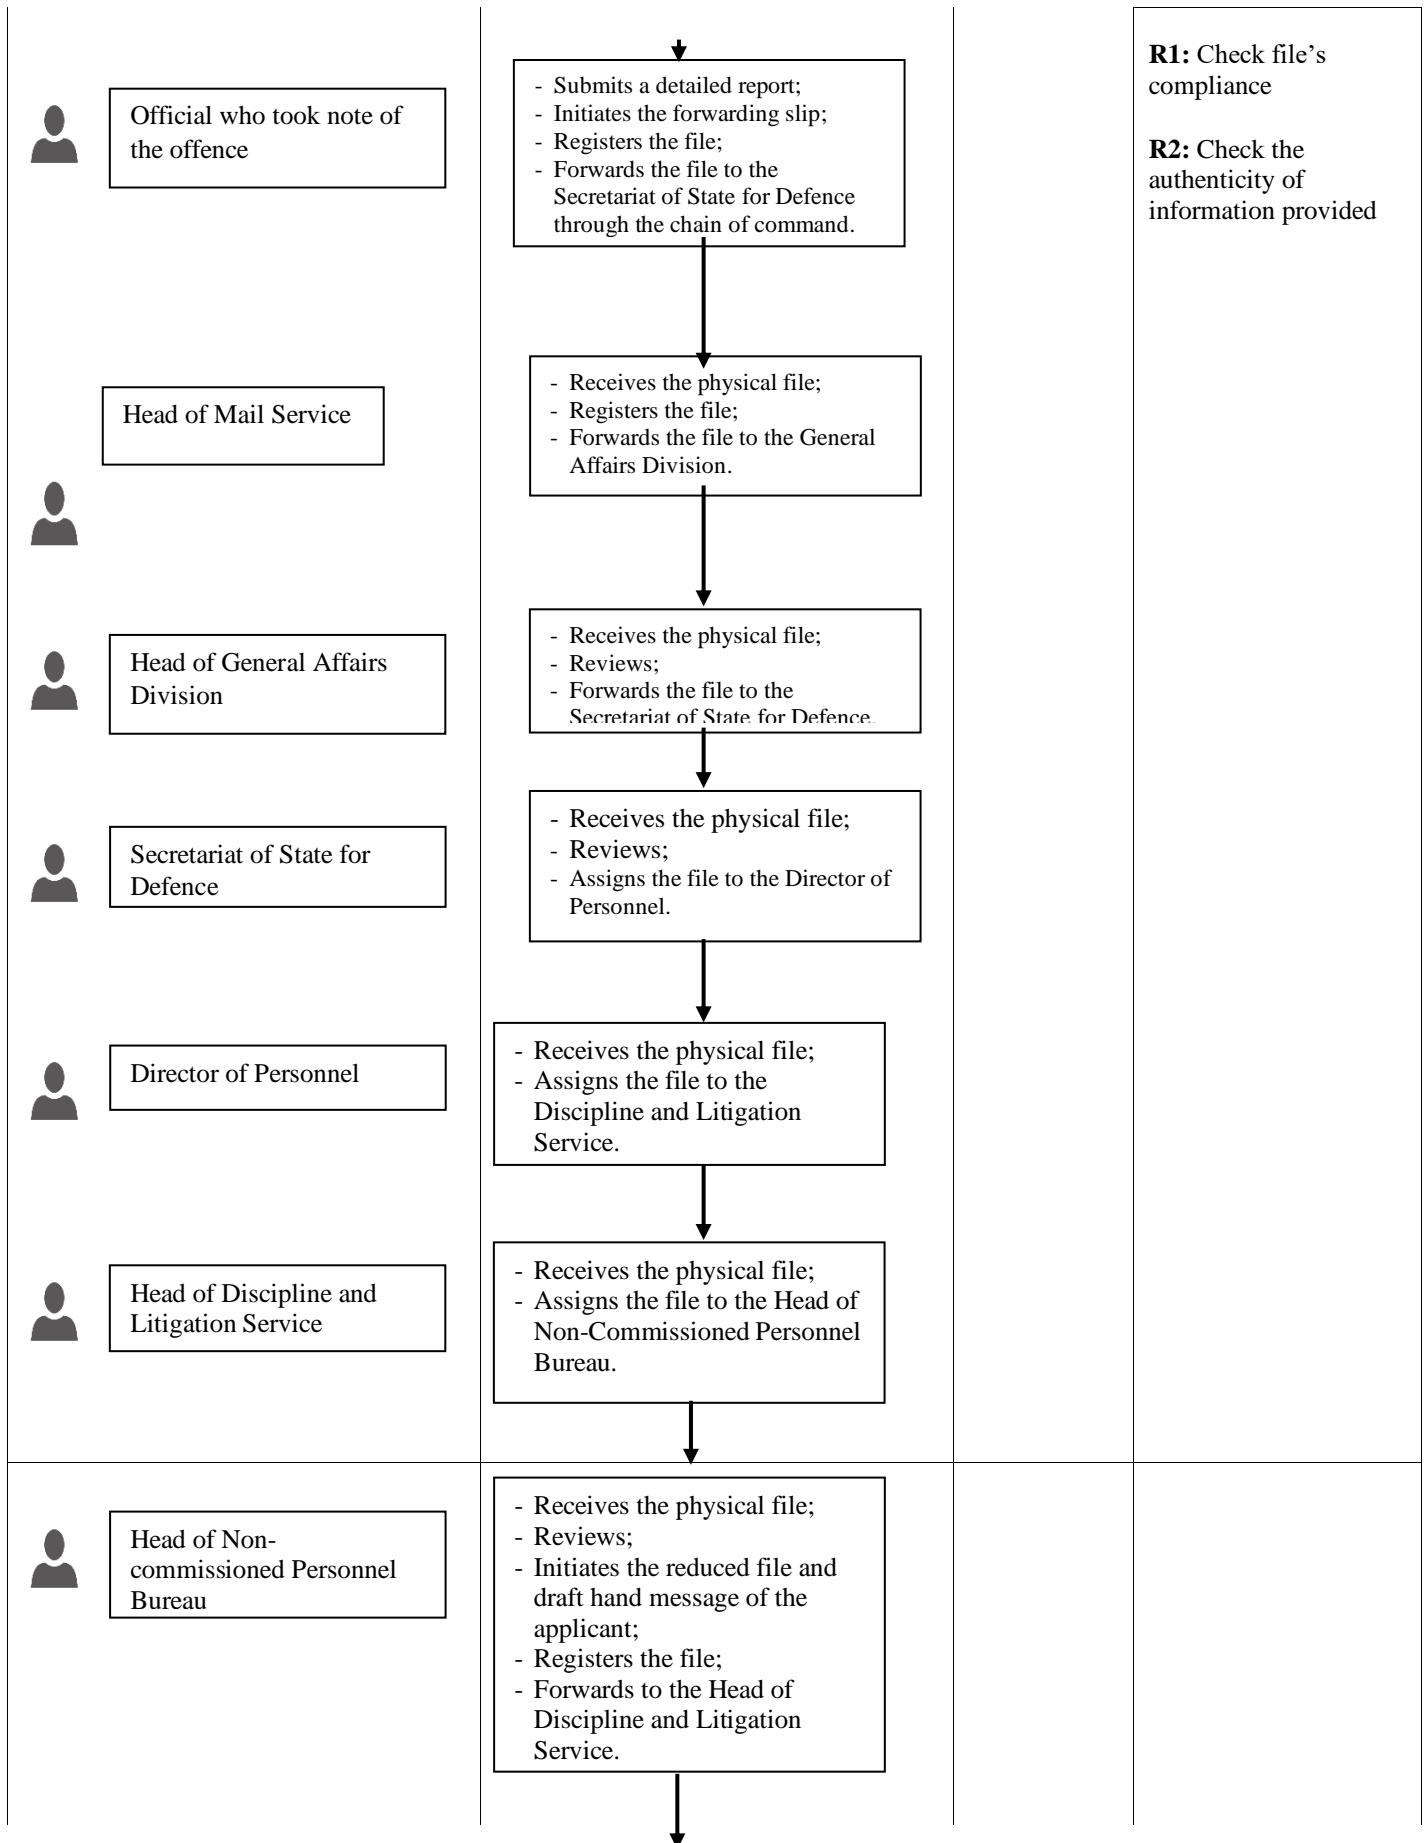 R1: Check file’s
compliance
R2: Check the
authenticity of
information provided
Official who took note of
the offence
- Submits a detailed report;
- Initiates the forwarding slip;
- Registers the file;
- Forwards the file to the
Secretariat of State for Defence
through the chain of command.
Head of Mail Service
- Receives the physical file;
- Registers the file;
- Forwards the file to the General
Affairs Division.
Head of General Affairs
Division
- Receives the physical file;
- Reviews;
- Forwards the file to the
Secretariat of State for Defence.
Secretariat of State for
Defence
- Receives the physical file;
- Reviews;
- Assigns the file to the Director of
Personnel.
Director of Personnel
- Receives the physical file;
- Assigns the file to the
Discipline and Litigation
Service.
Head of Discipline and
Litigation Service
- Receives the physical file;
- Assigns the file to the Head of
Non-Commissioned Personnel
Bureau.
Head of Non-
commissioned Personnel
Bureau
- Receives the physical file;
- Reviews;
- Initiates the reduced file and
draft hand message of the
applicant;
- Registers the file;
- Forwards to the Head of
Discipline and Litigation
Service.